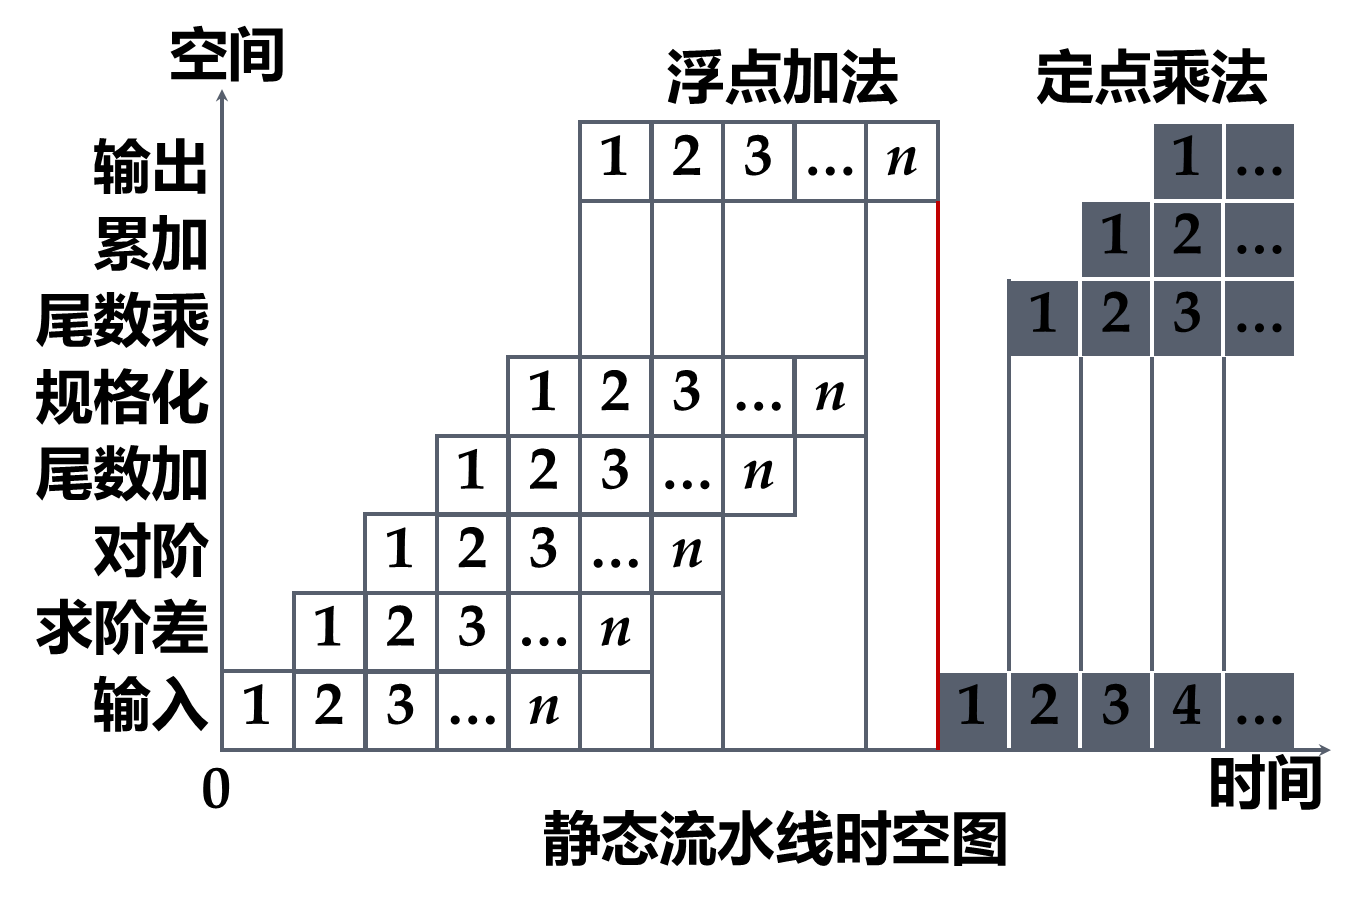 空间
浮点加法 定点乘法
输出 1 2 3 … n 1 …
累加 1 2 …
尾数乘 1 2 3 …
规格化 1 2 3 … n
尾数加 1 2 3 … n
对阶 1 2 3 … n
求阶差 1 2 3 … n
输入 1 2 3 … n 1 2 3 4 …
0 时间
静态流水线时空图